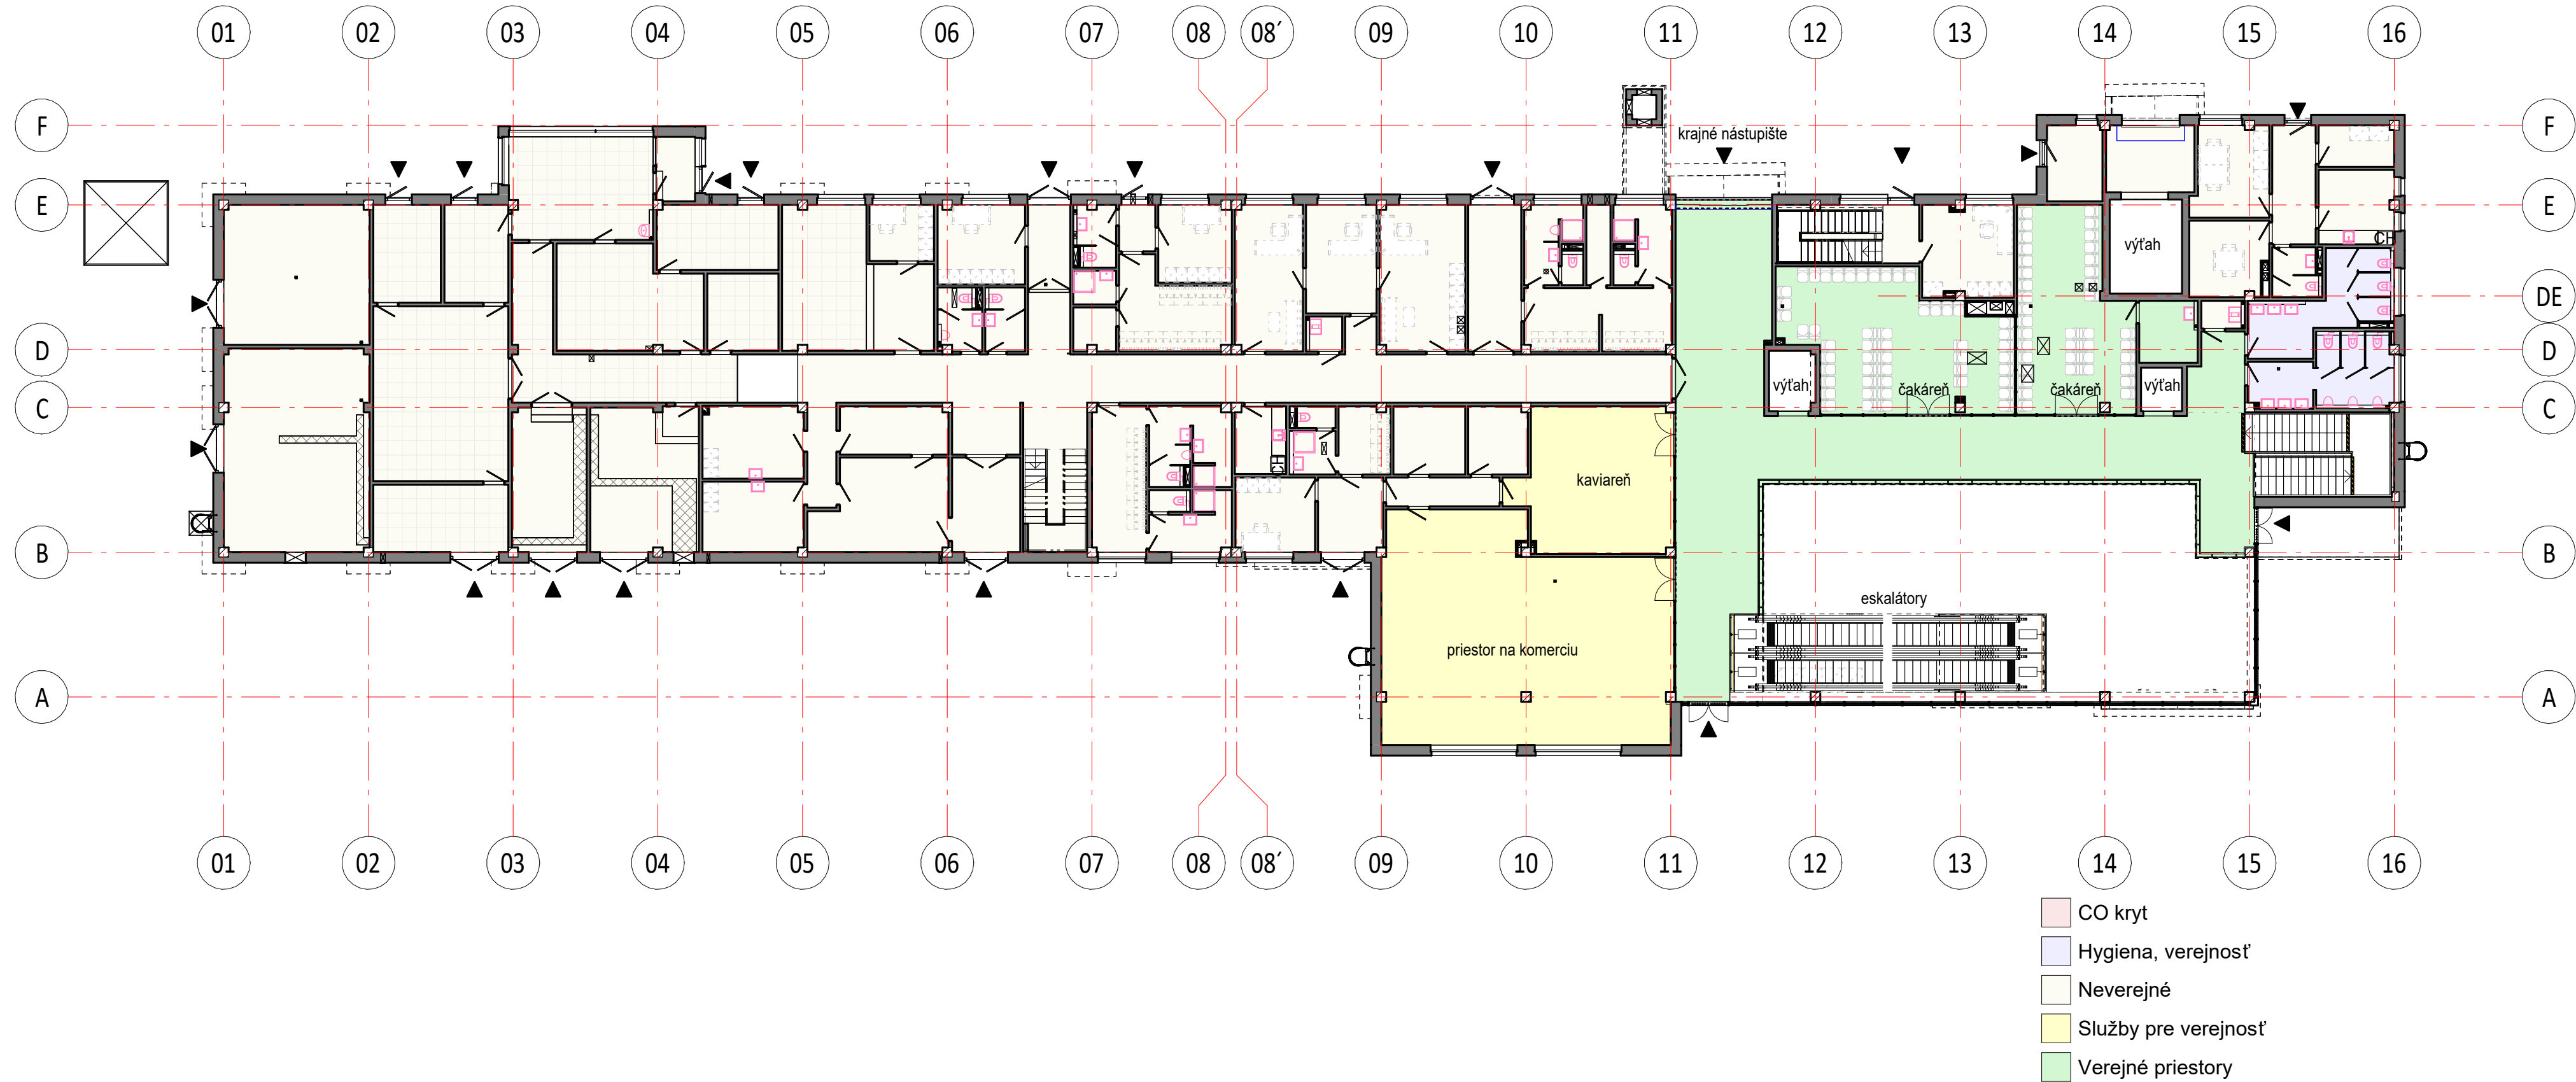 01 02 03 04 05 06 07 08 08′ 09 10 11 12 13 14 15 16
F F
krajné nástupište
E E
výťah
CH
DE
D D
výťah čakáreň čakáreň výťah
C C
CH
kaviareň
B B
eskalátory
priestor na komerciu
A A
01 02 03 04 05 06 07 08 08′ 09 10 11 12 13 14 15 16
CO kryt
Hygiena, verejnosť
Neverejné
Služby pre verejnosť
Verejné priestory